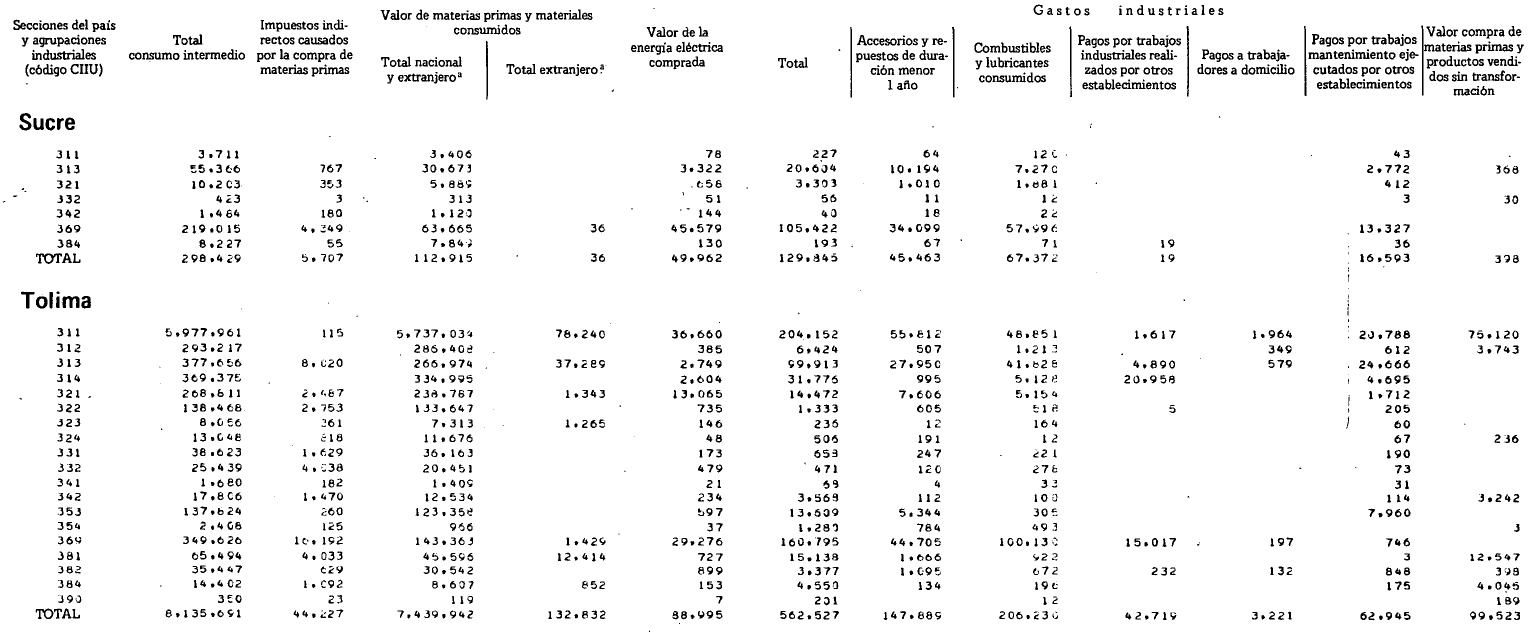 Gastos industriales
Secciones del país
y agrupaciones
industriales
(código CIIU)
Total
consumo intermedio
Impuestos indi-
rectos causados
por la compra de
materias primas
Valor de materias primas y materiales
consumidos
Total nacional
y extranjero a
Total extranjero a
Valor de la
energía eléctrica
comprada
Total
Accesorios y re-
puestos de dura-
ción menor
1 año
Combustibles
y lubricantes
consumidos
Pagos por trabajos
industriales reali-
zados por otros
establecimientos
Pagos a trabaja-
dores a domicilio
Pagos por trabajos
mantenimiento eje-
cutados por otros
establecimientos
Valor compra de
materias primas y
productos vendi-
dos sin transfor-
mación
Sucre
311 3.711 3.406 78 227 64 120 43
313 55.366 767 30.673 3.322 20.604 10.194 7.270 2.772 368
321 10.203 353 5.889 658 3.303 1.010 1.881 412
332 423 3 313 51 56 11 12 3 30
342 1.484 180 1.120 144 40 18 22
369 219.015 4.349 63.665 36 45.579 105.422 34.099 57.996 13.327
384 8.227 55 7.849 130 193 67 71 19 36
TOTAL 298.429 5.707 112.915 36 49.962 129.845 45.463 67.372 19 16.593 398
Tolima
311 5.977.961 115 5.737.034 78.240 36.660 204.152 55.812 48.851 1.617 1.964 20.788 75.120
312 293.217 286.408 385 6.424 507 1.213 349 612 3.743
313 377.656 8.020 266.974 37.289 2.749 99.913 27.950 41.828 4.890 579 24.666
314 369.375 334.995 2.604 31.776 995 5.128 20.958 4.695
321 268.811 2.487 238.787 1.343 13.065 14.472 7.606 5.154 1.712
322 138.468 2.753 133.647 735 1.333 605 518 5 205
323 8.056 361 7.313 1.265 146 236 12 164 60
324 13.048 818 11.676 48 506 191 12 67 236
331 38.623 1.629 36.163 173 658 247 221 190
332 25.439 4.038 20.451 479 471 120 278 73
341 1.680 182 1.409 21 68 4 33 31
342 17.806 1.470 12.534 234 3.568 112 100 114 3.242
353 137.824 260 123.358 597 13.609 5.344 305 7.960
354 2.408 125 966 37 1.280 784 493 3
369 349.626 16.192 143.363 1.429 29.276 160.795 44.705 100.130 15.017 197 746
381 65.494 4.033 45.596 12.414 727 15.138 1.666 922 3 12.547
382 35.447 629 30.542 899 3.377 1.095 672 232 132 848 398
384 14.402 1.092 8.607 852 153 4.550 134 196 175 4.045
390 350 23 119 7 201 12 189
TOTAL 8.135.691 44.227 7.439.942 132.832 88.995 562.527 147.889 206.230 42.719 3.221 62.945 99.523